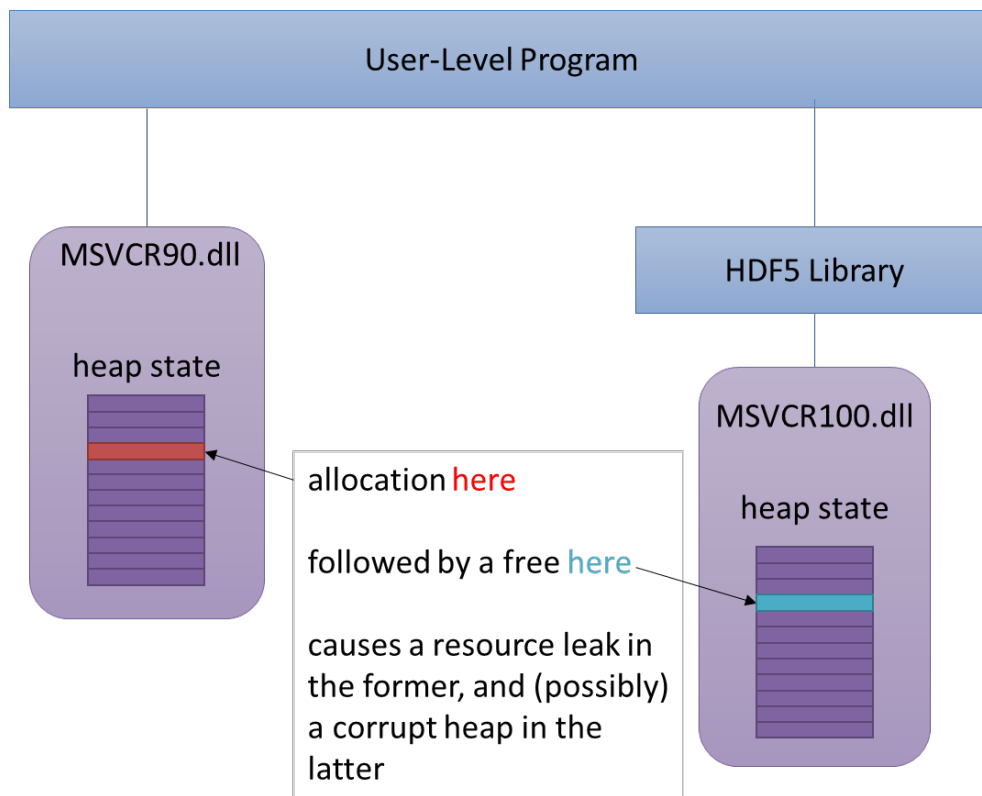 User-Level Program
MSVCR90.dll
heap state
HDF5 Library
MSVCR100.dll
heap state
allocation here
followed by a free here
causes a resource leak in
the former, and (possibly)
a corrupt heap in the
latter